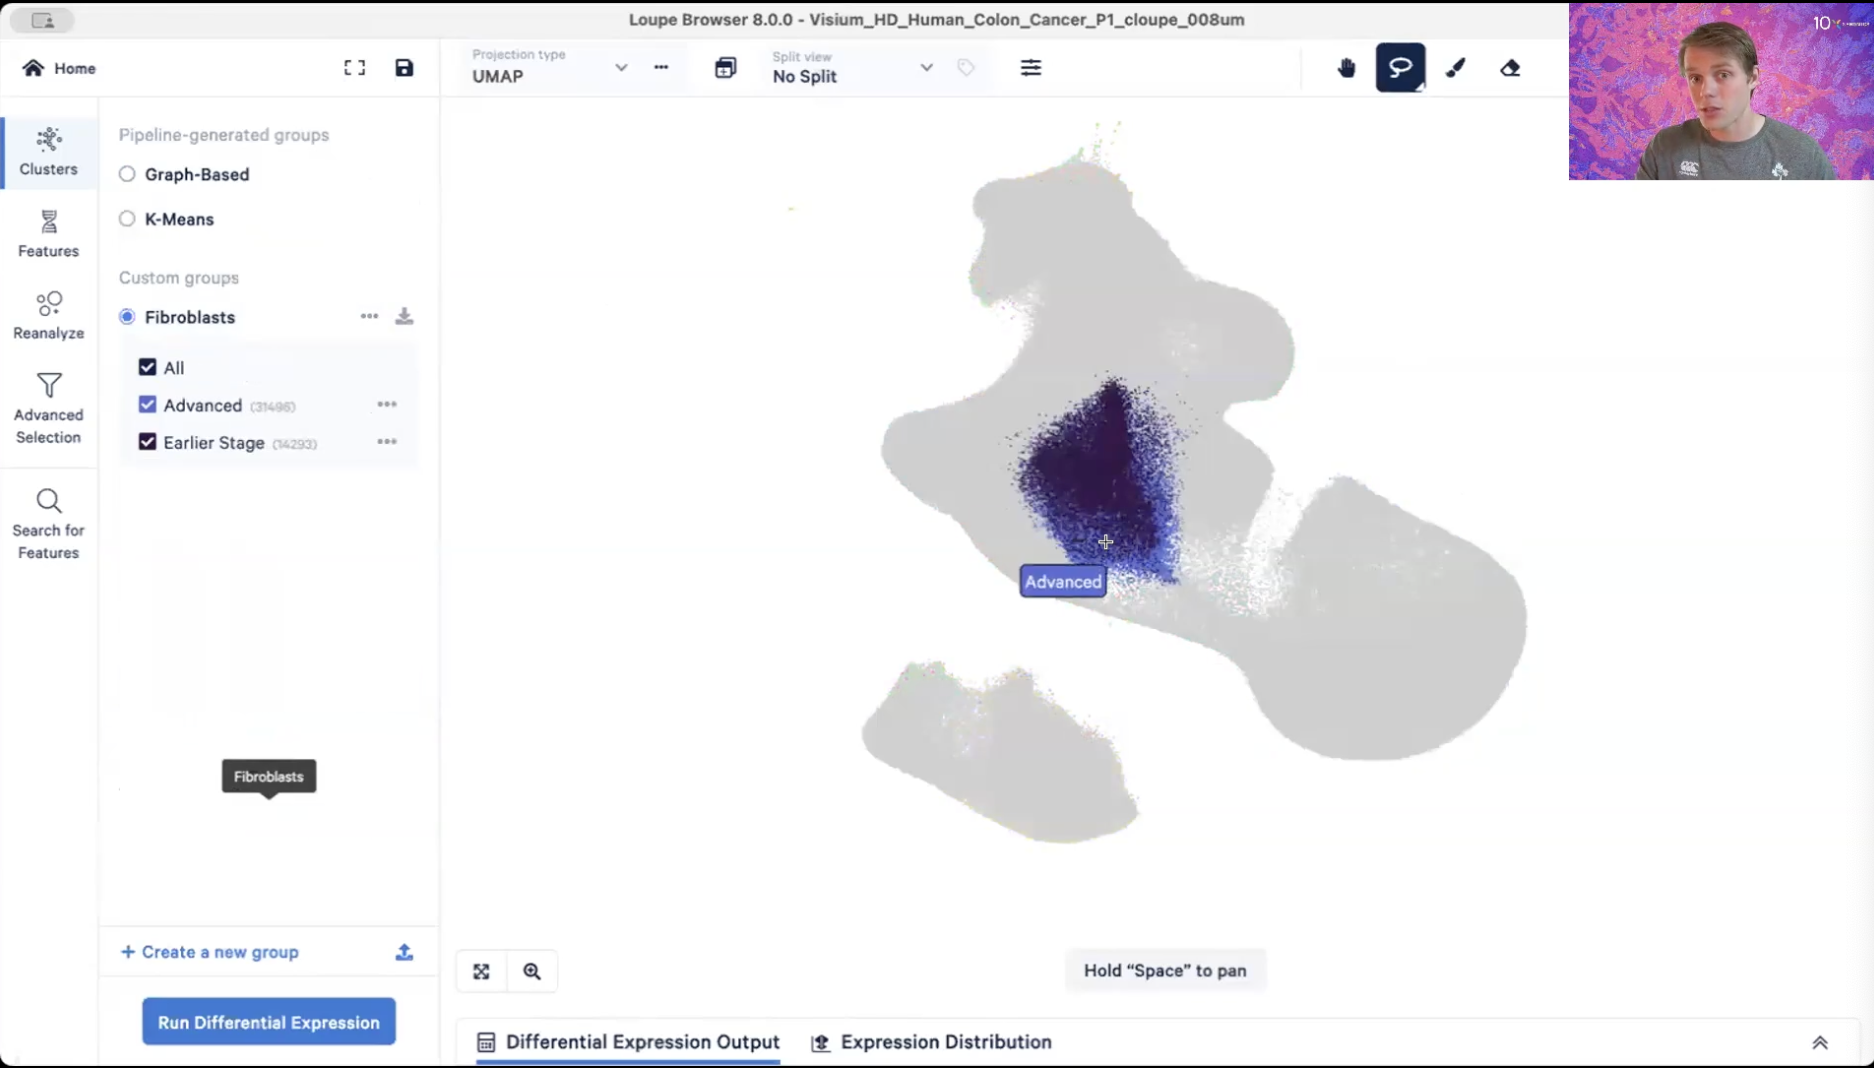 Loupe Browser 8.0.0 - Visium_HD_Human_Colon_Cancer_P1_cloupe_008um
10X
Home
Projection type
UMAP
Split view
No Split
Clusters
Features
Reanalyze
Advanced
Selection
Search for
Features
Pipeline-generated groups
Graph-Based
K-Means
Custom groups
Fibroblasts
All
Advanced (31496)
Earlier Stage (14293)
Advanced
Fibroblasts
+ Create a new group
Run Differential Expression
Hold “Space” to pan
Differential Expression Output
Expression Distribution